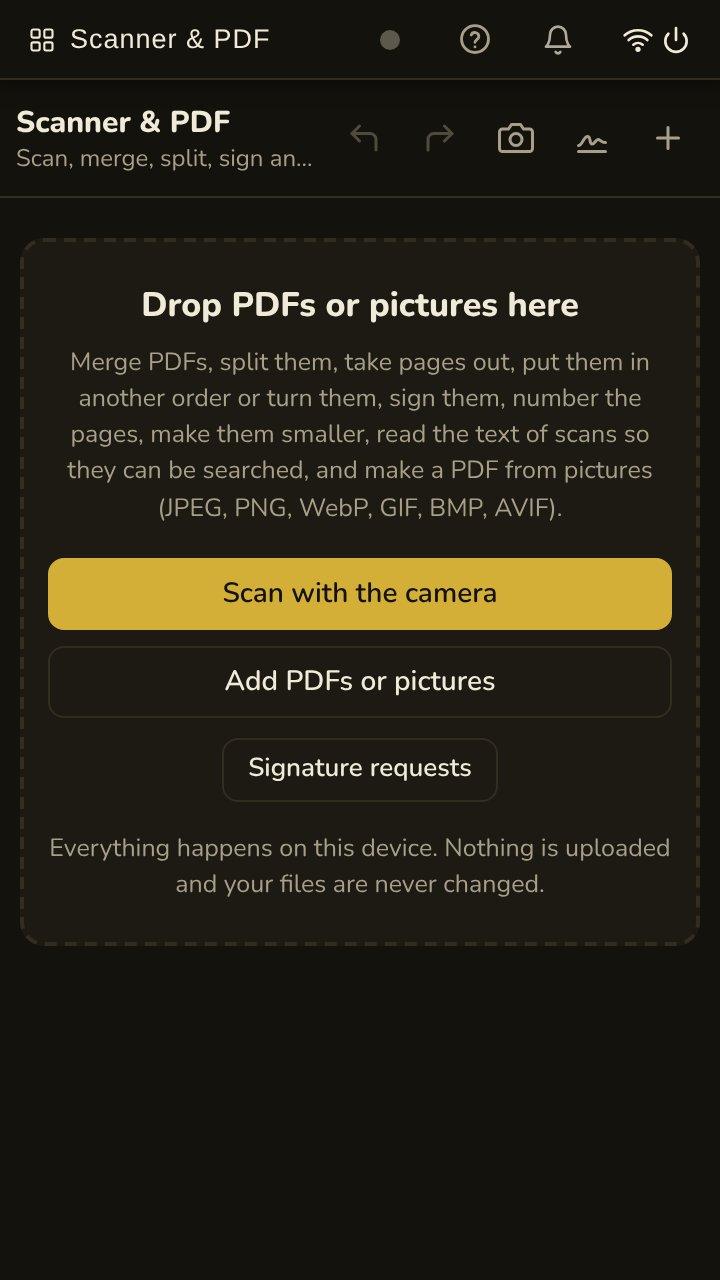 Scanner & PDF
Scanner & PDF
Scan, merge, split, sign an...
Drop PDFs or pictures here
Merge PDFs, split them, take pages out, put them in
another order or turn them, sign them, number the
pages, make them smaller, read the text of scans so
they can be searched, and make a PDF from pictures
(JPEG, PNG, WebP, GIF, BMP, AVIF).
Scan with the camera
Add PDFs or pictures
Signature requests
Everything happens on this device. Nothing is uploaded
and your files are never changed.